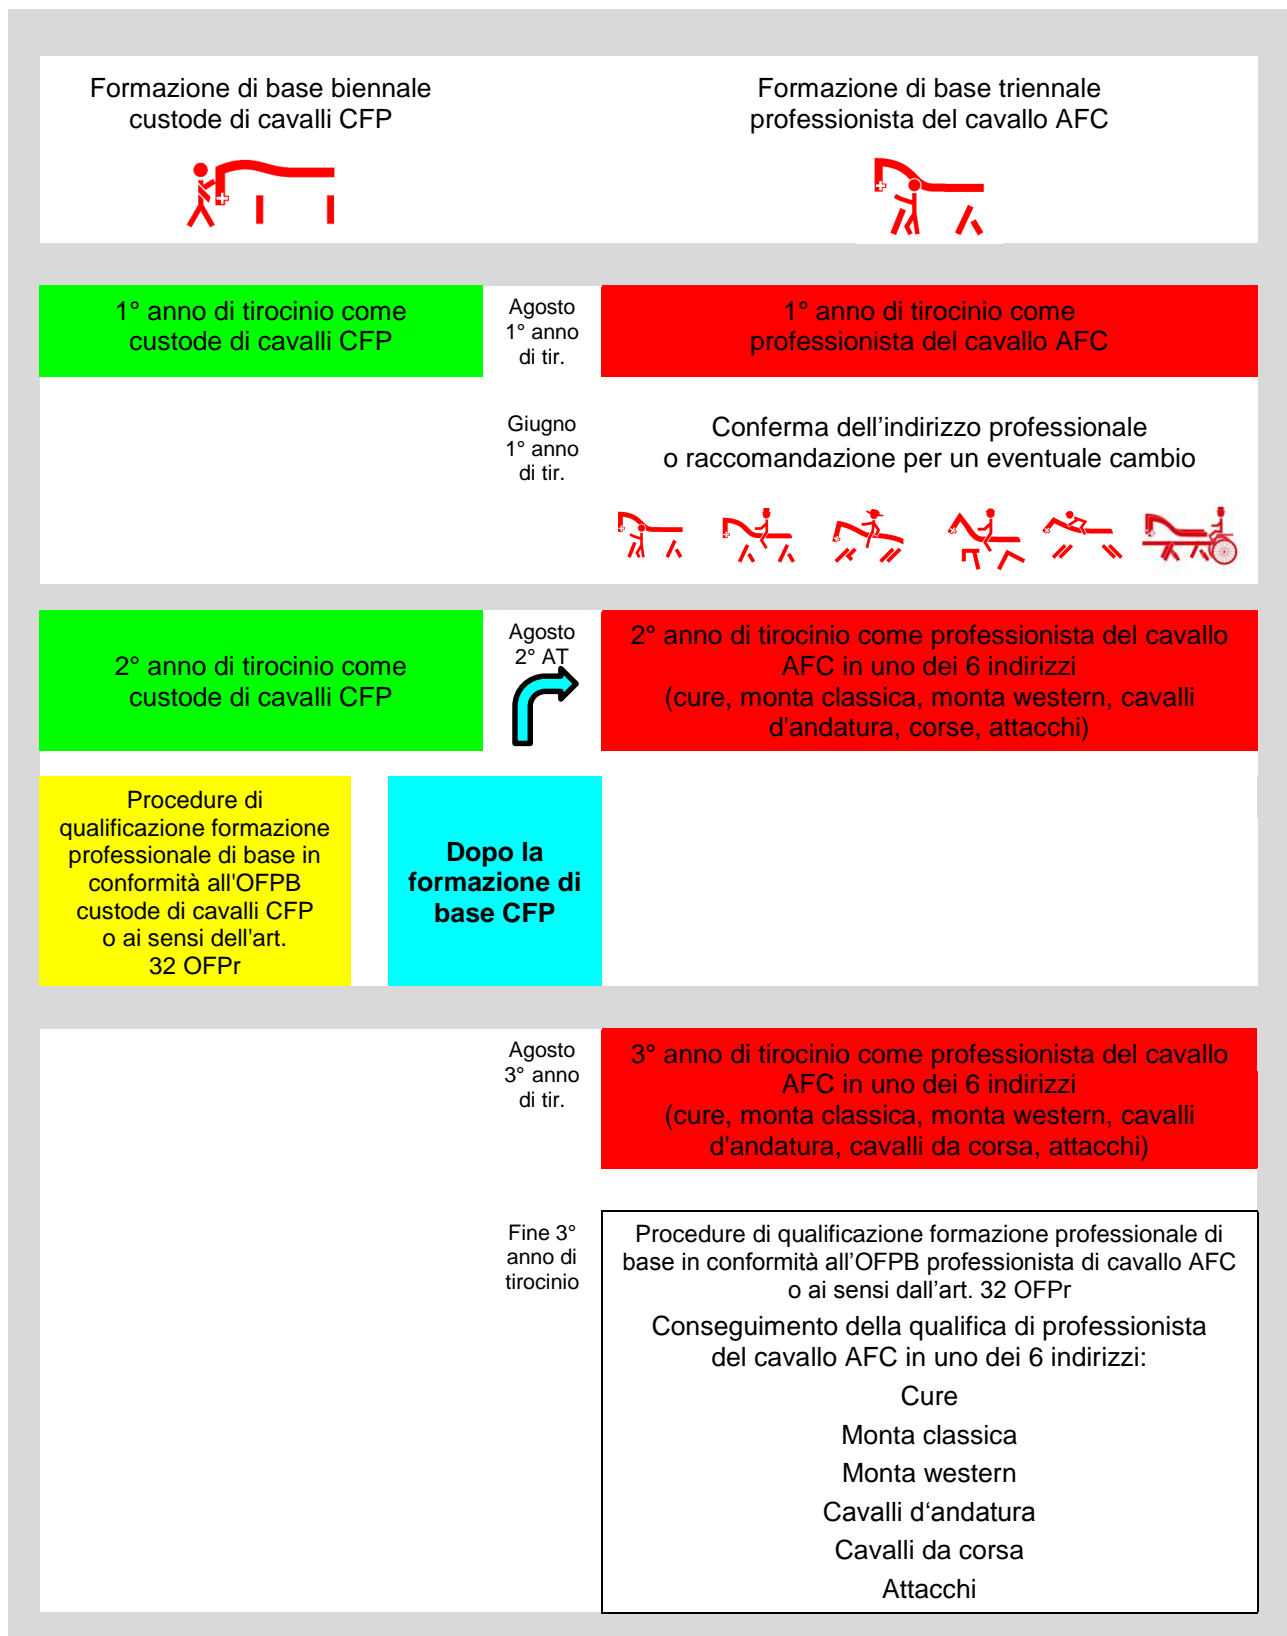 Formazione di base biennale
custode di cavalli CFP
Formazione di base triennale
professionista del cavallo AFC
1° anno di tirocinio come
custode di cavalli CFP
Agosto
1° anno
di tir.
1° anno di tirocinio come
professionista del cavallo AFC
Giugno
1° anno
di tir.
Conferma dell'indirizzo professionale
o raccomandazione per un eventuale cambio
2° anno di tirocinio come
custode di cavalli CFP
Agosto
2° AT
2° anno di tirocinio come professionista del cavallo
AFC in uno dei 6 indirizzi
(cure, monta classica, monta western, cavalli
d'andatura, corse, attacchi)
Procedure di
qualificazione formazione
professionale di base in
conformità all'OFPB
custode di cavalli CFP
o ai sensi dell'art.
32 OFPr
Dopo la
formazione di
base CFP
Agosto
3° anno
di tir.
3° anno di tirocinio come professionista del cavallo
AFC in uno dei 6 indirizzi
(cure, monta classica, monta western, cavalli
d'andatura, cavalli da corsa, attacchi)
Fine 3°
anno di
tirocinio
Procedure di qualificazione formazione professionale di
base in conformità all’OFPB professionista di cavallo AFC
o ai sensi dall’art. 32 OFPr
Conseguimento della qualifica di professionista
del cavallo AFC in uno dei 6 indirizzi:
Cure
Monta classica
Monta western
Cavalli d‘andatura
Cavalli da corsa
Attacchi